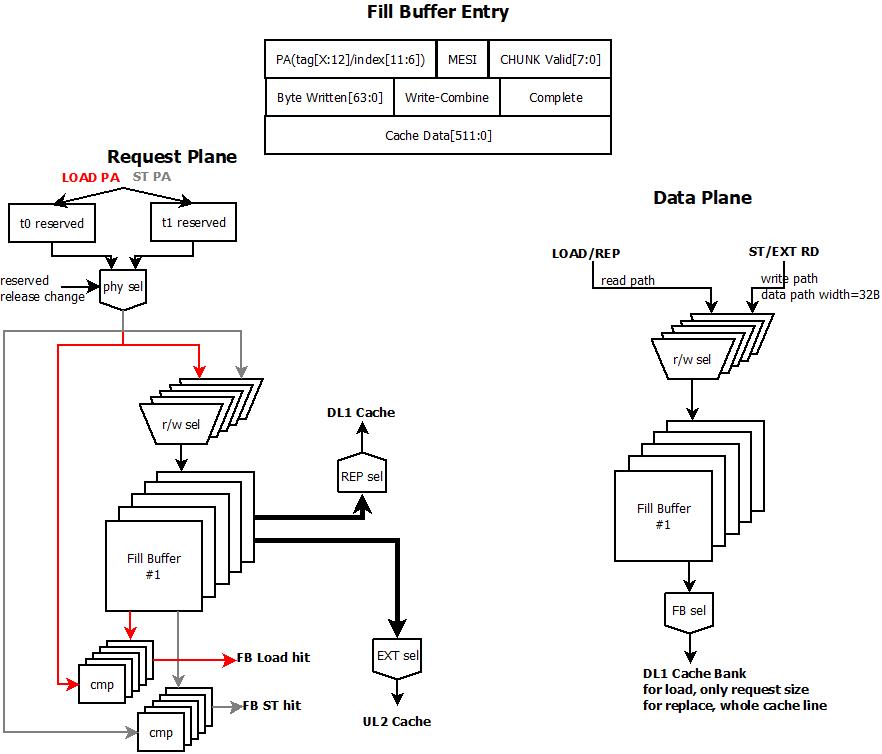 Fill Buffer Entry
PA(tag[X:12]/index[11:6])
MESI
CHUNK Valid[7:0]
Byte Written[63:0]
Write-Combine
Complete
Cache Data[511:0]
Request Plane
LOAD PA
ST PA
t0 reserved
t1 reserved
reserved
release change
phy sel
r/w sel
DL1 Cache
REP sel
Fill Buffer
#1
EXT sel
UL2 Cache
cmp
FB Load hit
cmp
FB ST hit
Data Plane
LOAD/REP
ST/EXT RD
read path
write path
data path width=32B
r/w sel
Fill Buffer
#1
FB sel
DL1 Cache Bank
for load, only request size
for replace, whole cache line